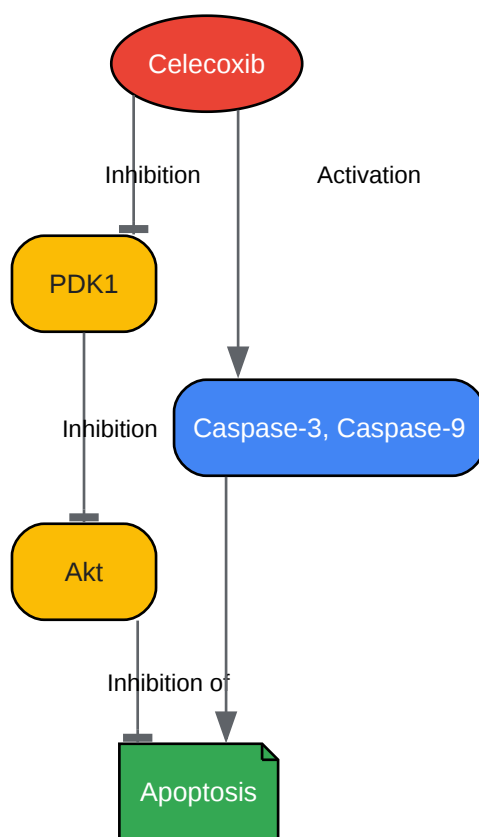 Celecoxib
Inhibition
Activation
PDK1
Inhibition
Caspase-3, Caspase-9
Akt
Inhibition of
Apoptosis